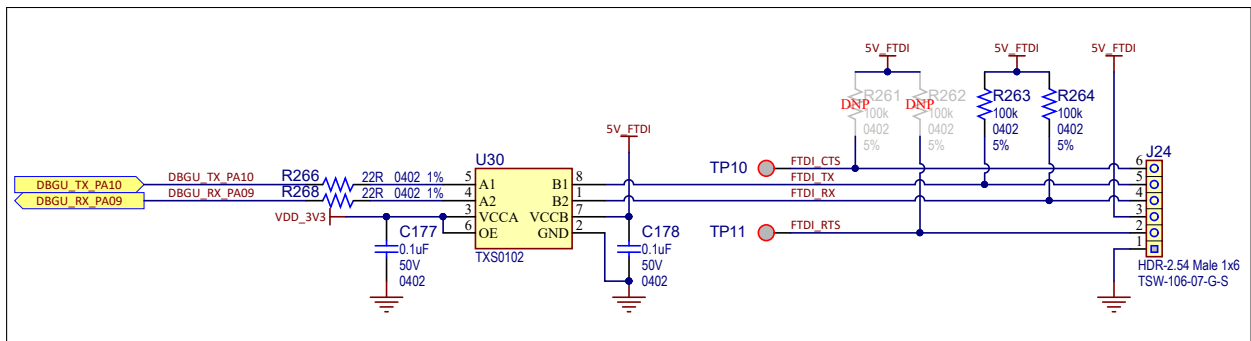 5V_FTDI 5V_FTDI 5V_FTDI
R261 R262 R263 R264
DNP DNP
100k 100k 100k 100k
0402 0402 0402 0402
5% 5% 5% 5%
5V_FTDI
U30 TP10 FTDI_CTS 6 J24
DBGU_TX_PA10 DBGU_TX_PA10 R266 22R 0402 1% 5 A1 B1 8 FTDI_TX 5
DBGU_RX_PA09 DBGU_RX_PA09 R268 22R 0402 1% 4 A2 B2 1 FTDI_RX 4
VDD_3V3 3 VCCA VCCB 7 3
6 OE GND 2 TP11 FTDI_RTS 2
C177 TXS0102 C178 1
0.1uF 0.1uF
50V 50V
0402 0402
HDR-2.54 Male 1x6
TSW-106-07-G-S